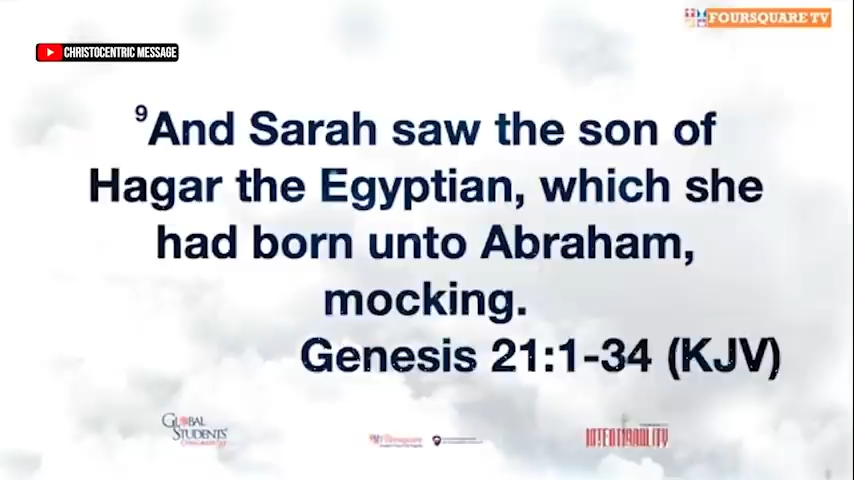 FOURSQUARE TV
CHRISTOCENTRIC MESSAGE
9And Sarah saw the son of
Hagar the Egyptian, which she
had born unto Abraham,
mocking.
Genesis 21:1-34 (KJV)
GLOBAL
STUDENTS'
Foursquare
INTENTIONALITY